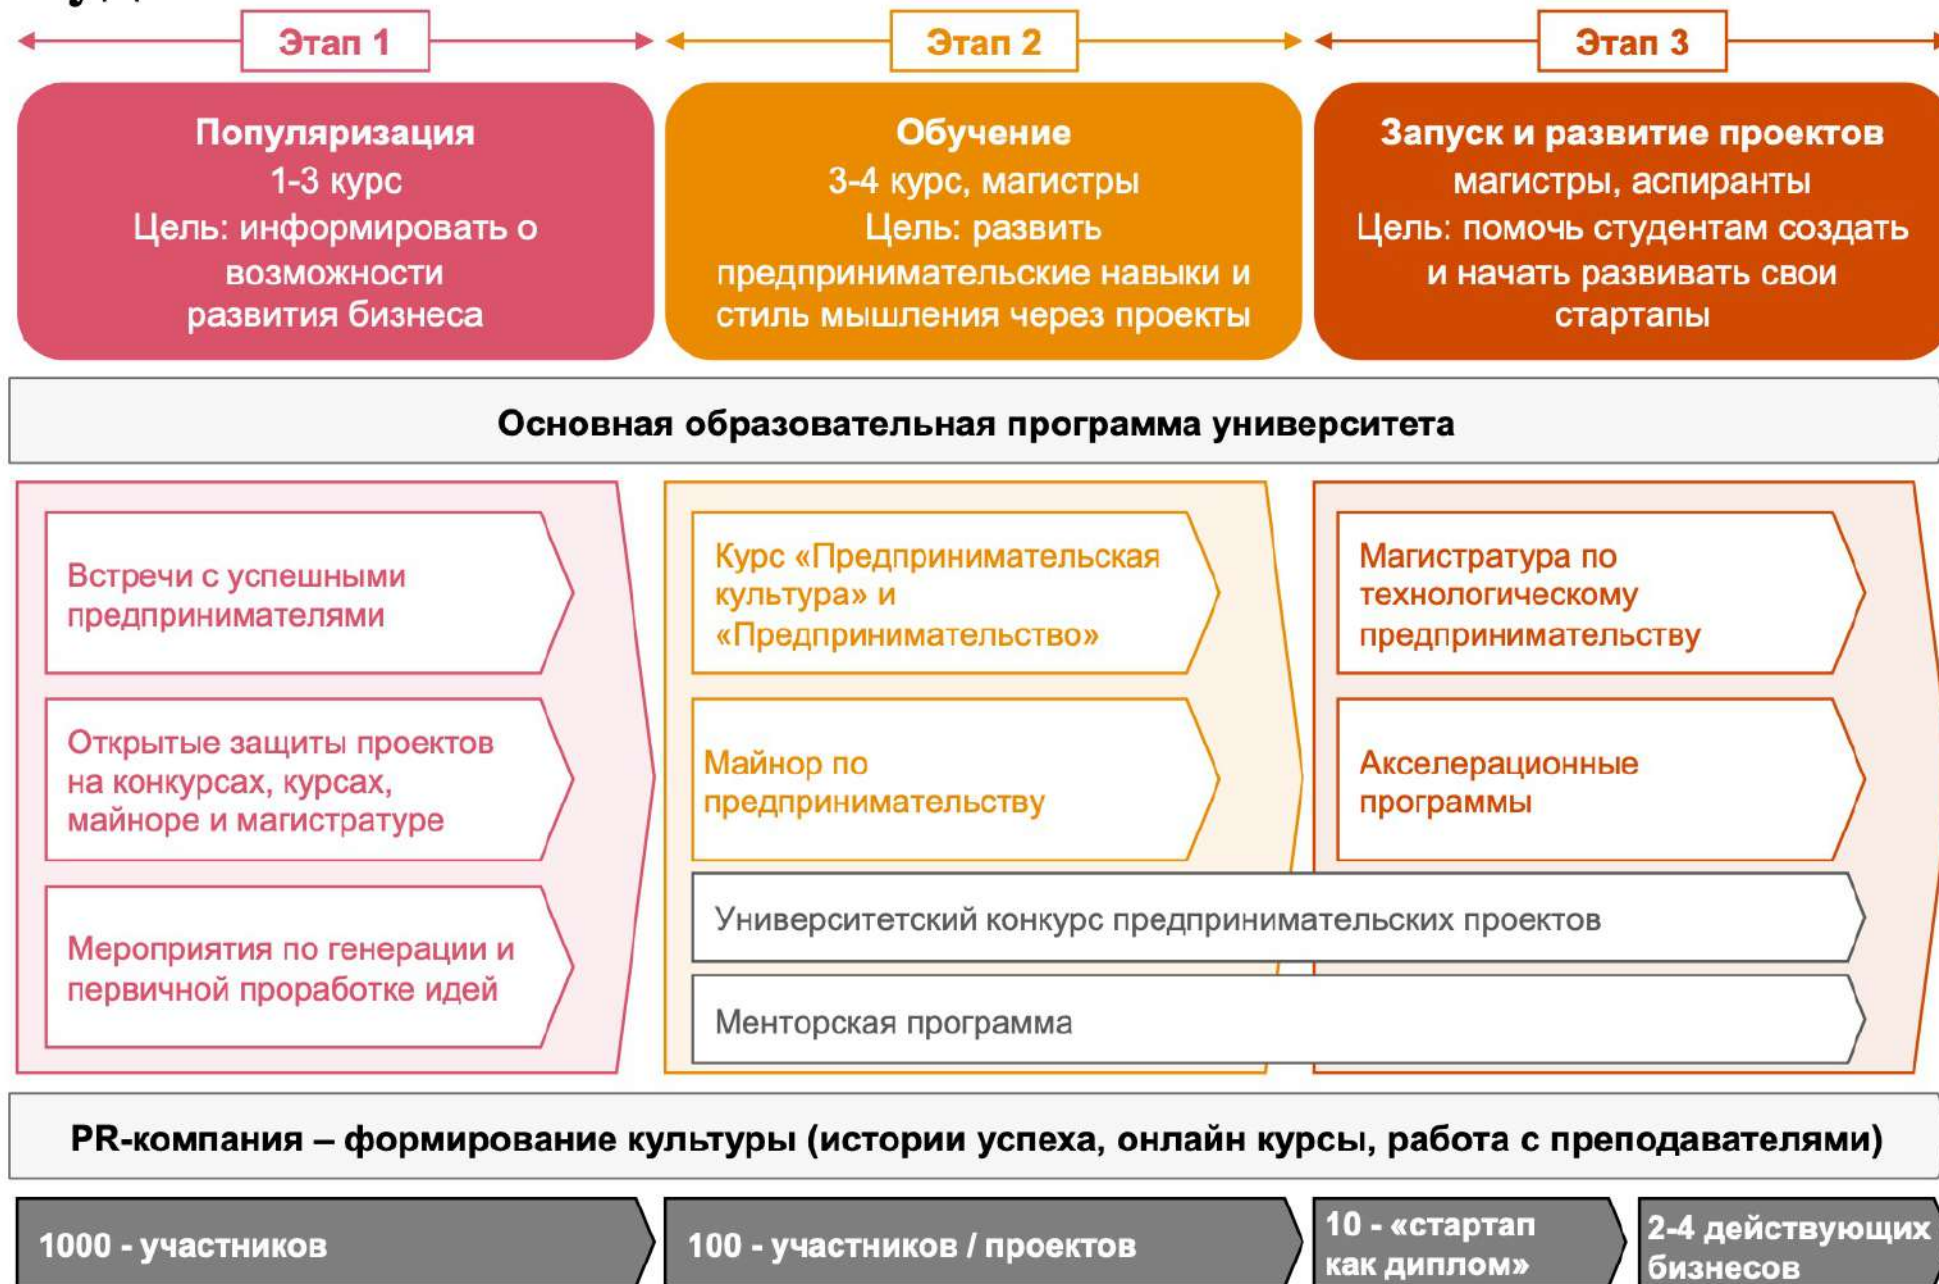 Этап 1
Этап 2
Этап 3
Популяризация
1-3 курс
Цель: информировать о
возможности
развития бизнеса
Обучение
3-4 курс, магистры
Цель: развить
предпринимательские навыки и
стиль мышления через проекты
Запуск и развитие проектов
магистры, аспиранты
Цель: помочь студентам создать
и начать развивать свои
стартапы
Основная образовательная программа университета
Встречи с успешными
предпринимателями
Открытые защиты проектов
на конкурсах, курсах,
майноре и магистратуре
Мероприятия по генерации и
первичной проработке идей
Курс «Предпринимательская
культура» и
«Предпринимательство»
Майнор по
предпринимательству
Магистратура по
технологическому
предпринимательству
Акселерационные
программы
Университетский конкурс предпринимательских проектов
Менторская программа
PR-компания – формирование культуры (истории успеха, онлайн курсы, работа с преподавателями)
1000 - участников
100 - участников / проектов
10 - «стартап
как диплом»
2-4 действующих
бизнесов